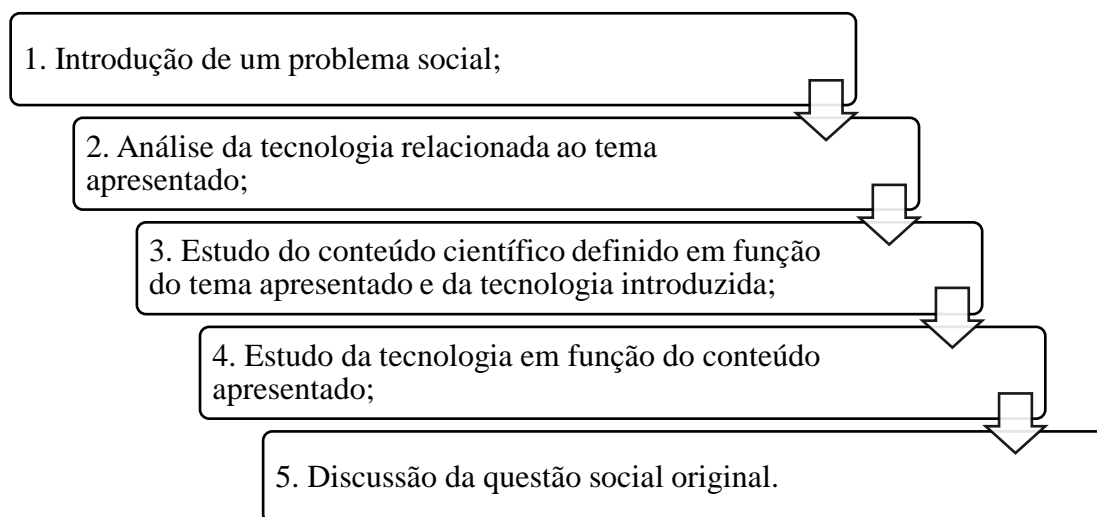 1. Introdução de um problema social;
2. Análise da tecnologia relacionada ao tema
apresentado;
3. Estudo do conteúdo científico definido em função
do tema apresentado e da tecnologia introduzida;
4. Estudo da tecnologia em função do conteúdo
apresentado;
5. Discussão da questão social original.